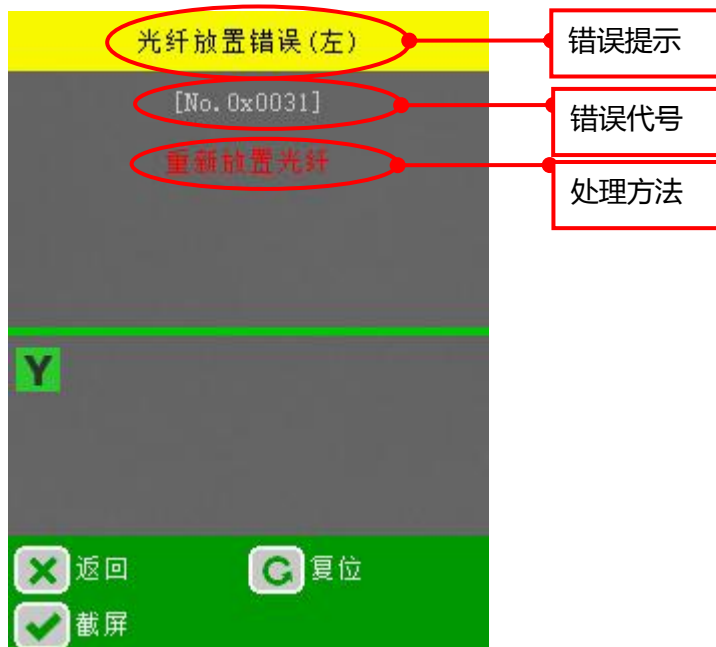 光纤放置错误(左)
错误提示
[No.0x0031]
错误代号
重新放置光纤
处理方法
Y
返回
复位
截屏